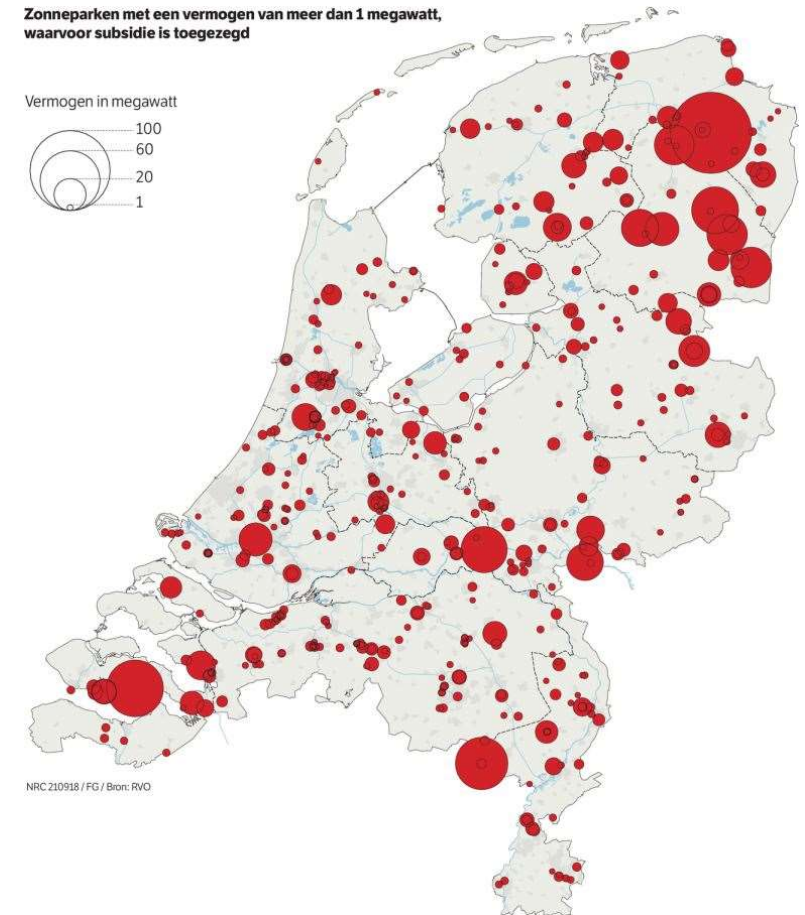 Zonneparken met een vermogen van meer dan 1 megawatt,
waarvoor subsidie is toegezegd
Vermogen in megawatt
100
60
20
1
NRC 210918 / FG / Bron: RVO